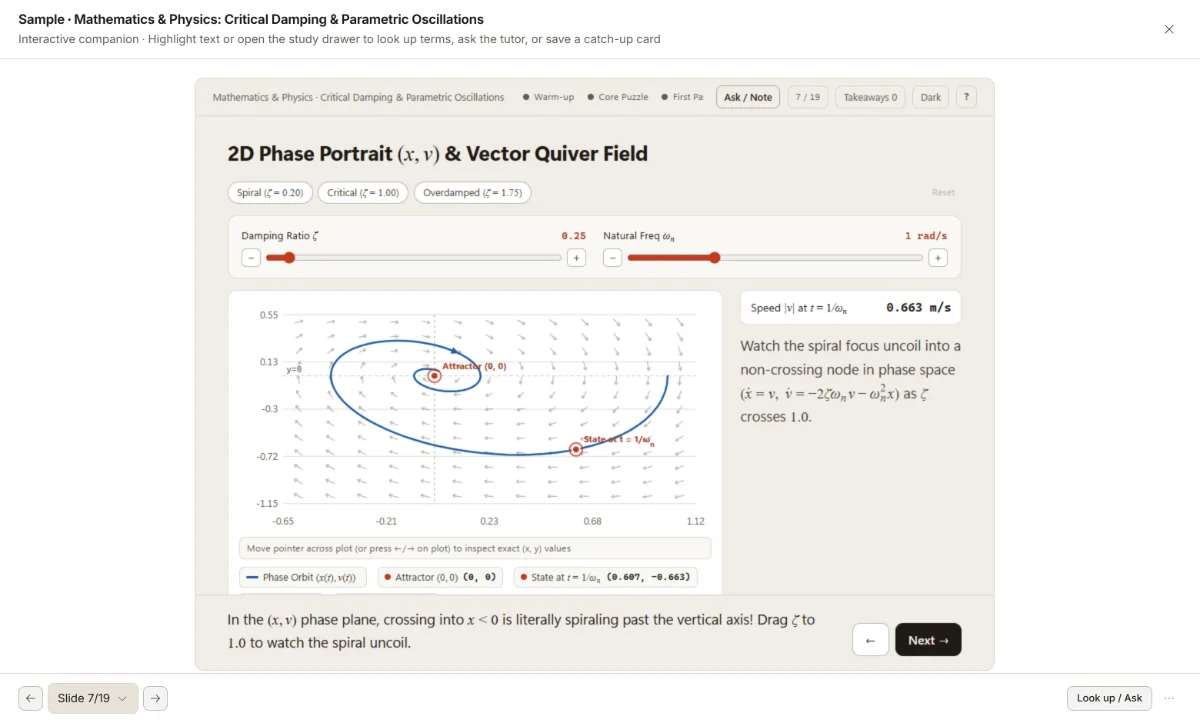 Sample · Mathematics & Physics: Critical Damping & Parametric Oscillations
Interactive companion · Highlight text or open the study drawer to look up terms, ask the tutor, or save a catch-up card
Mathematics & Physics · Critical Damping & Parametric Oscillations
Warm-up
Core Puzzle
First Pa
Ask / Note
7 / 19
Takeaways 0
Dark
?
2D Phase Portrait (x, v) & Vector Quiver Field
Spiral (ζ = 0.20)
Critical (ζ = 1.00)
Overdamped (ζ = 1.75)
Reset
Damping Ratio ζ
0.25
Natural Freq ωₙ
1 rad/s
−
+
−
+
0.55
0.13
-0.3
-0.72
-1.15
y=0
Attractor (0, 0)
State at t = 1/ωₙ
-0.65
-0.21
0.23
0.68
1.12
Move pointer across plot (or press ←/→ on plot) to inspect exact (x, y) values
Phase Orbit (x(t), v(t))
Attractor (0, 0) (0, 0)
State at t = 1/ωₙ (0.607, -0.663)
Speed |v| at t = 1/ωₙ
0.663 m/s
Watch the spiral focus uncoil into a
non-crossing node in phase space
(ẋ = v, v̇ = −2ζωₙv − ωₙ²x) as ζ
crosses 1.0.
In the (x, v) phase plane, crossing into x < 0 is literally spiraling past the vertical axis! Drag ζ to
1.0 to watch the spiral uncoil.
←
Next →
←
Slide 7/19
→
Look up / Ask
···